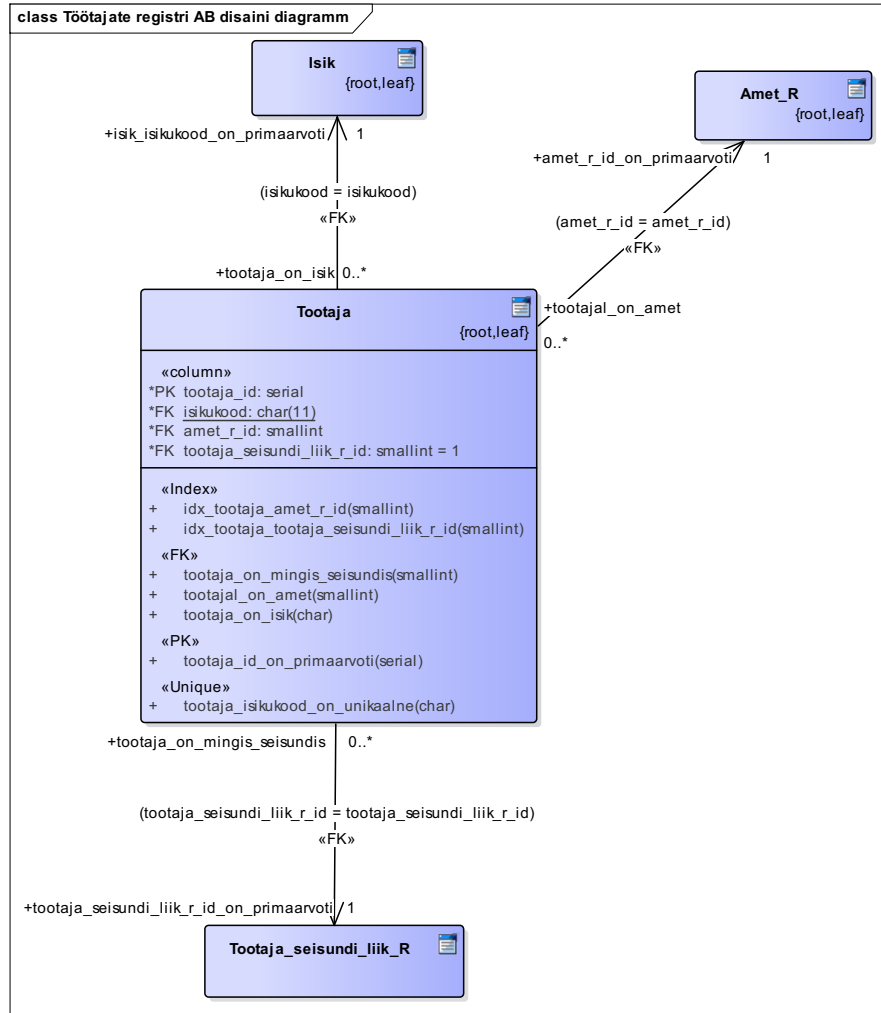 class Töötajate registri AB disaini diagramm
Isik
{root,leaf}
Amet_R
{root,leaf}
+isik_isikukood_on_primaarvoti
1
+amet_r_id_on_primaarvoti
1
(isikukood = isikukood)
«FK»
(amet_r_id = amet_r_id)
«FK»
+tootaja_on_isik
0..*
+tootajal_on_amet
0..*
Tootaja
{root,leaf}
«column»
*PK tootaja_id: serial
*FK isikukood: char(11)
*FK amet_r_id: smallint
*FK tootaja_seisundi_liik_r_id: smallint = 1
«Index»
+ idx_tootaja_amet_r_id(smallint)
+ idx_tootaja_tootaja_seisundi_liik_r_id(smallint)
«FK»
+ tootaja_on_mingis_seisundis(smallint)
+ tootajal_on_amet(smallint)
+ tootaja_on_isik(char)
«PK»
+ tootaja_id_on_primaarvoti(serial)
«Unique»
+ tootaja_isikukood_on_unikaalne(char)
+tootaja_on_mingis_seisundis
0..*
(tootaja_seisundi_liik_r_id = tootaja_seisundi_liik_r_id)
«FK»
+tootaja_seisundi_liik_r_id_on_primaarvoti
1
Tootaja_seisundi_liik_R